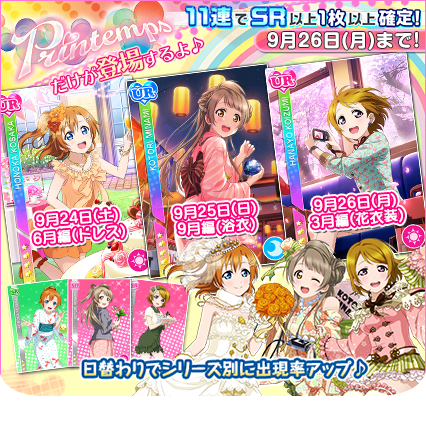 11連でSR以上1枚以上確定!
9月26日(月)まで!
Printemps
だけが登場するよ♪
UR
HONOKA KOSAKA
9月24日(土)
6月編(ドレス)
UR
KOTORI MINAMI
9月25日(日)
9月編(浴衣)
UR
HANAYO KOIZUMI
9月26日(月)
3月編(花衣装)
日替わりでシリーズ別に出現率アップ♪